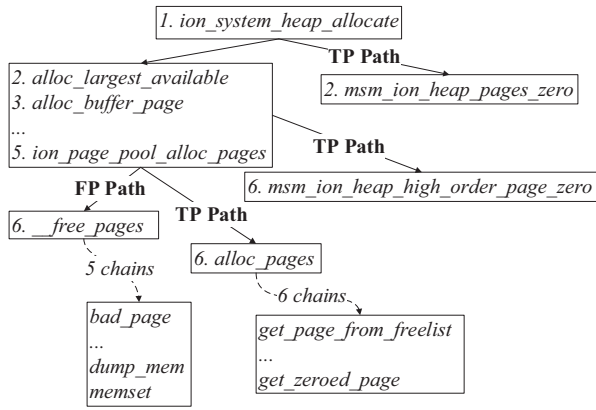 1. ion_system_heap_allocate
TP Path
2. alloc_largest_available
3. alloc_buffer_page
...
5. ion_page_pool_alloc_pages
2. msm_ion_heap_pages_zero
TP Path
6. msm_ion_heap_high_order_page_zero
FP Path
TP Path
6. __free_pages
6. alloc_pages
5 chains
6 chains
bad_page
...
dump_mem
memset
get_page_from_freelist
...
get_zeroed_page